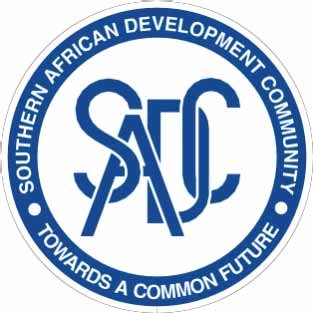 SOUTHERN AFRICAN DEVELOPMENT COMMUNITY
SADC
TOWARDS A COMMON FUTURE